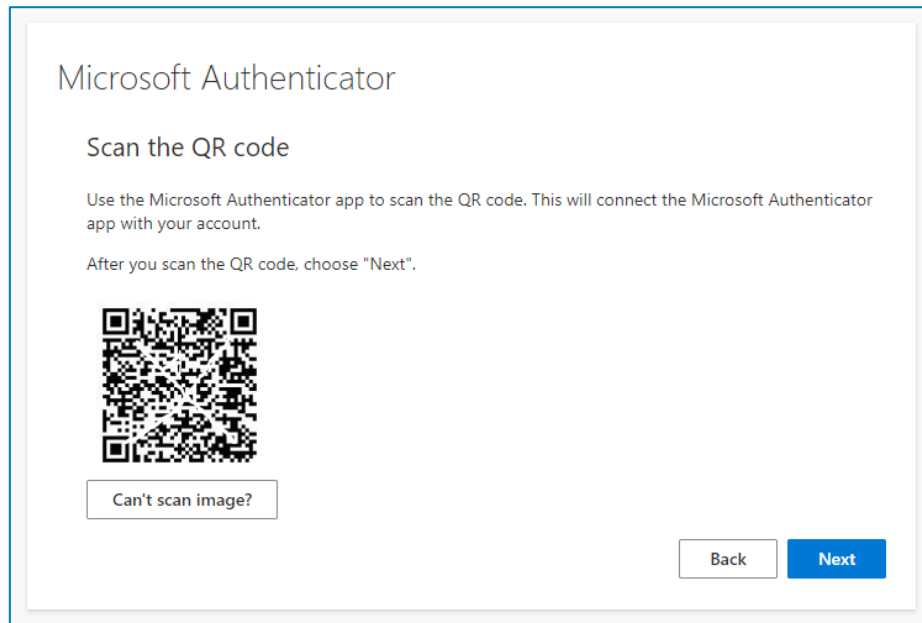 Microsoft Authenticator
Scan the QR code
Use the Microsoft Authenticator app to scan the QR code. This will connect the Microsoft Authenticator
app with your account.
After you scan the QR code, choose "Next".
Can't scan image?
Back
Next